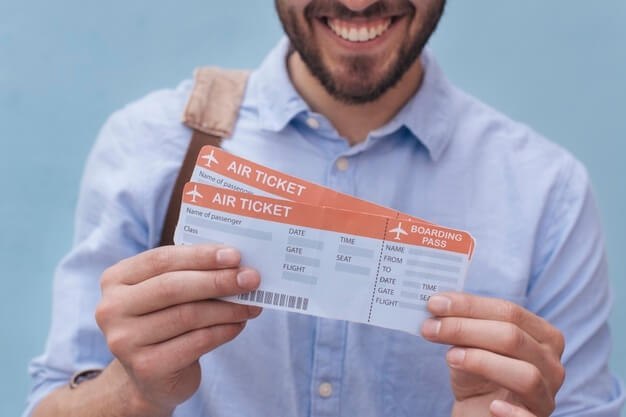 AIR TICKET
Name of passenger
AIR TICKET
Name of passenger
Class
DATE
TIME
GATE
SEAT
FLIGHT
BOARDING
PASS
NAME
FROM
TO
DATE TIME
GATE SEAT
FLIGHT